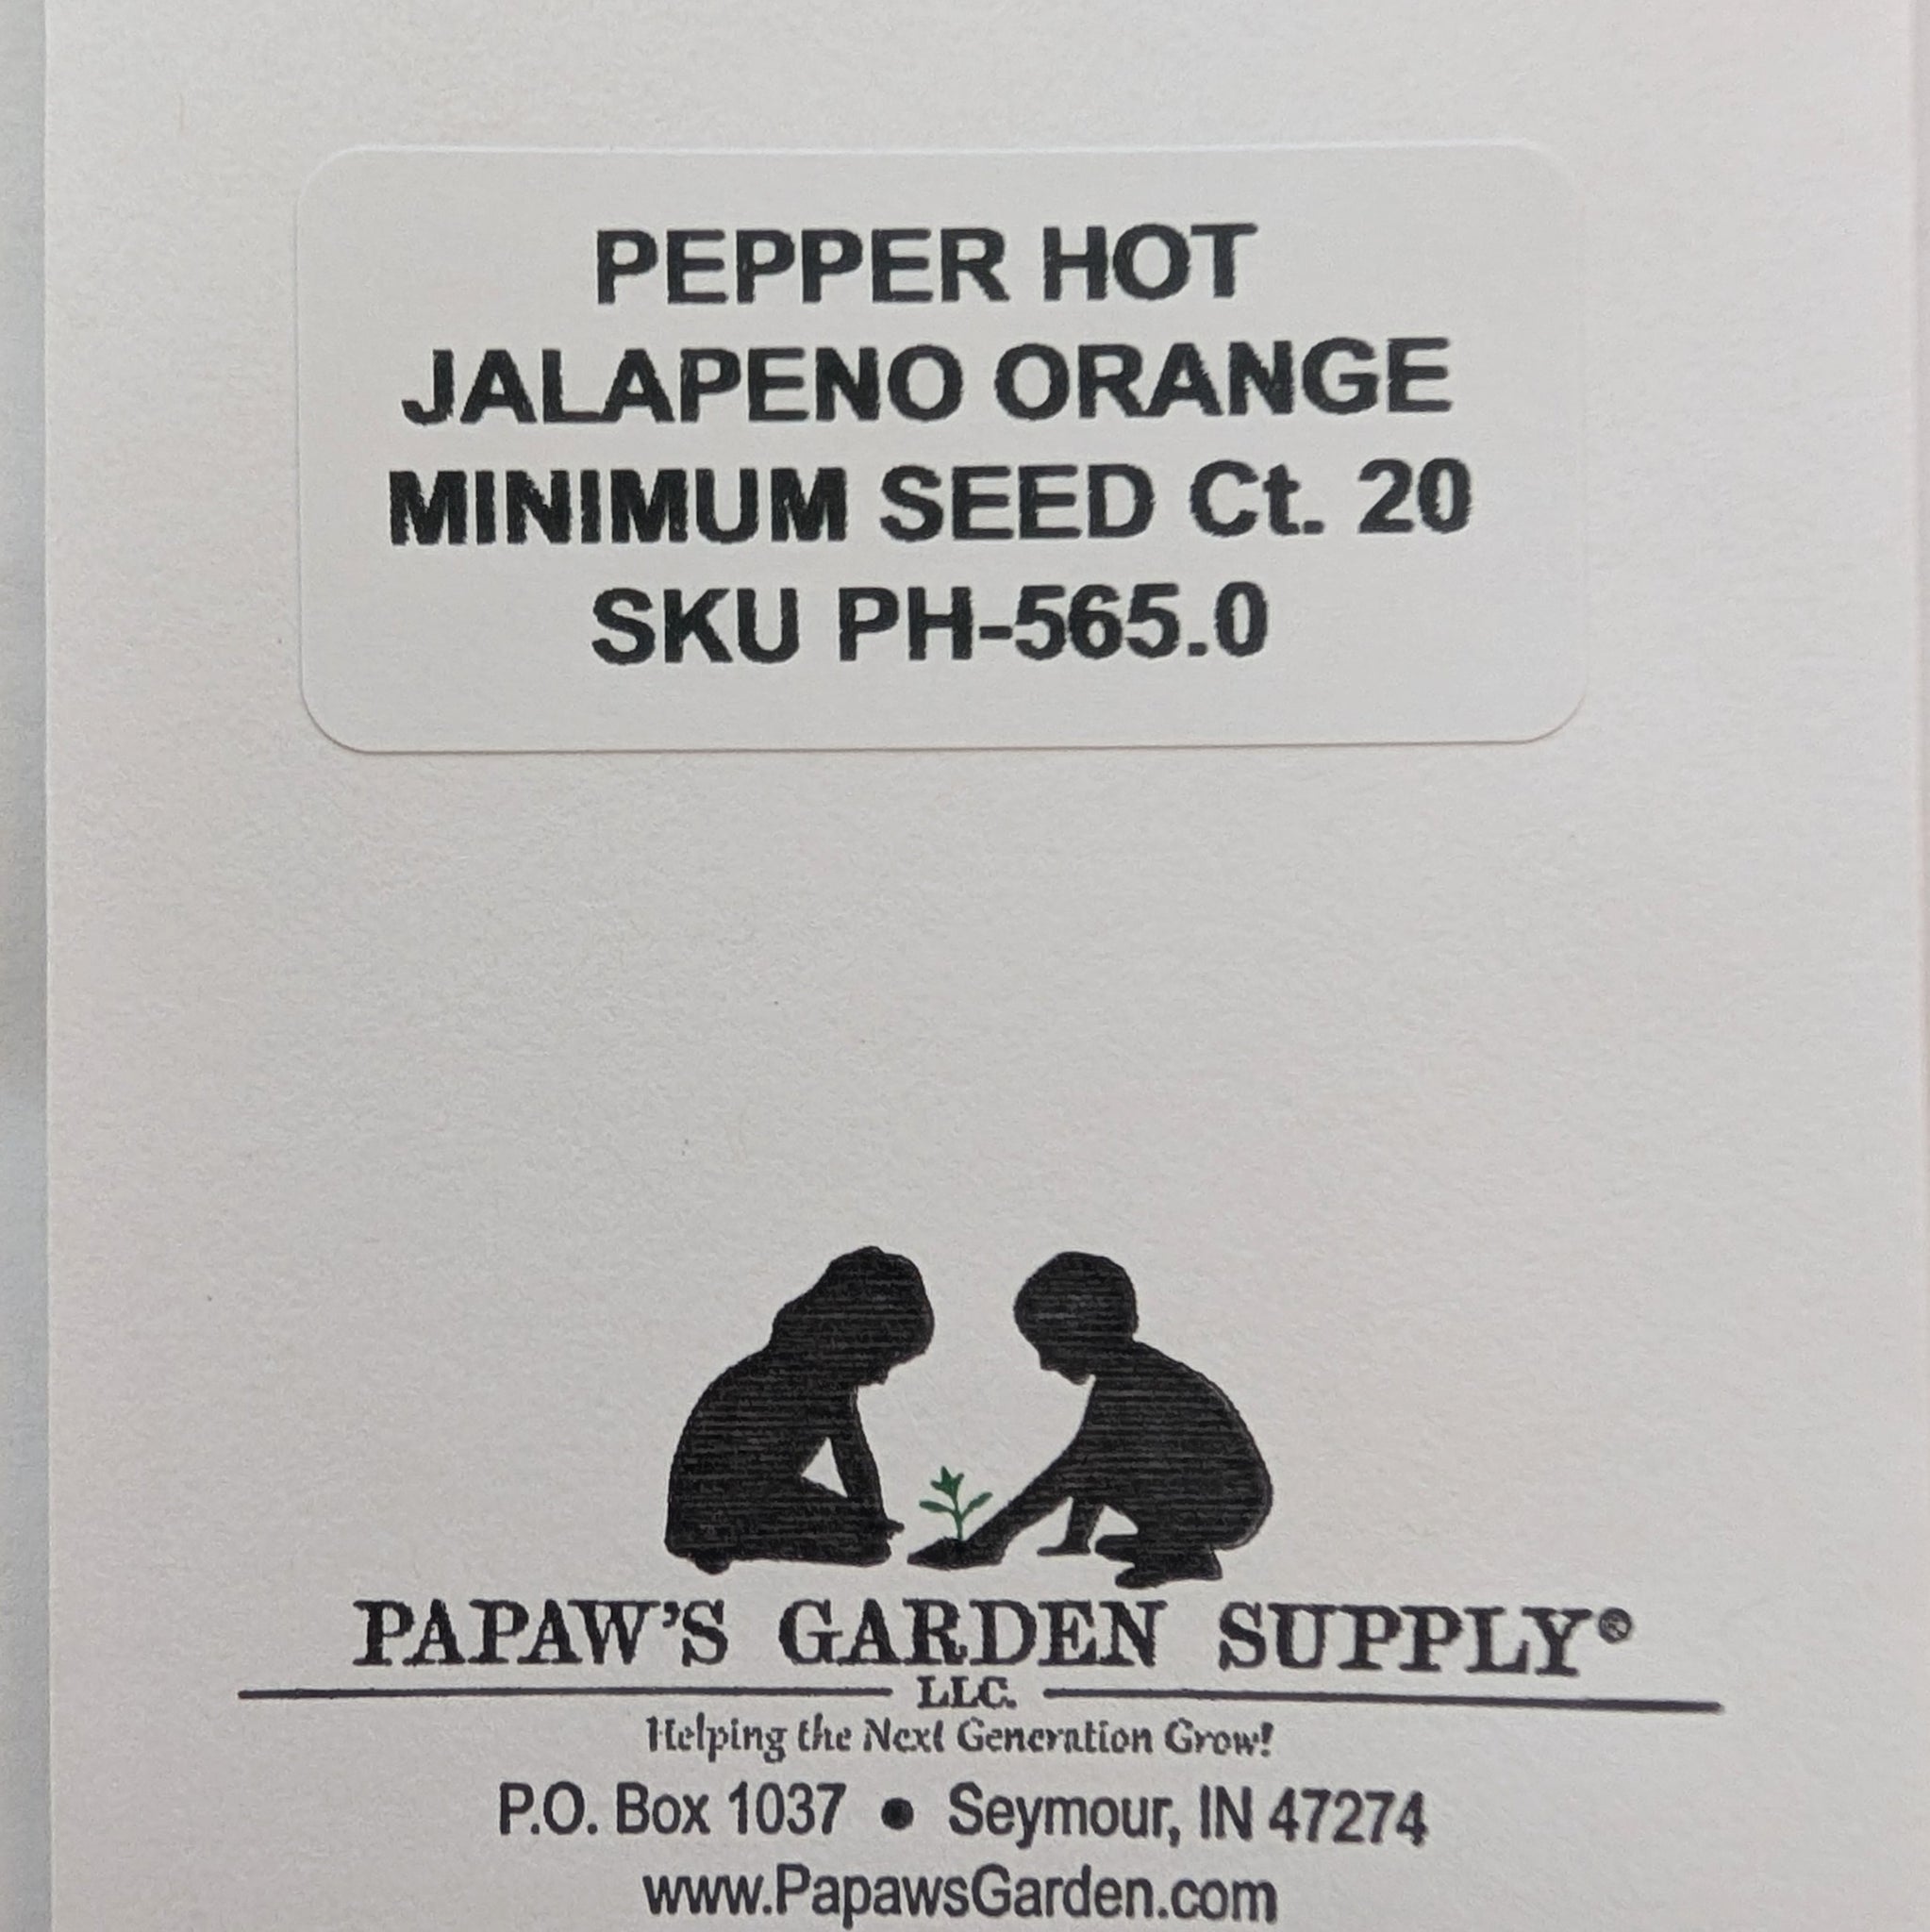 PEPPER HOT
JALAPENO ORANGE
MINIMUM SEED Ct. 20
SKU PH-565.0
PAPAW'S GARDEN SUPPLY®
LLC.
Helping the Next Generation Grow!
P.O. Box 1037 • Seymour, IN 47274
www.PapawsGarden.com